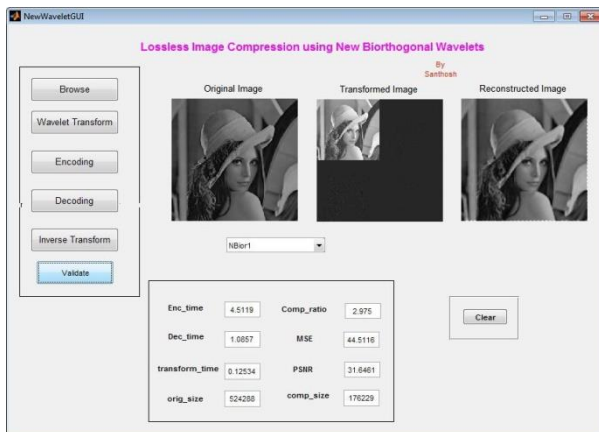 NewWaveletGUI
Lossless Image Compression using New Biorthogonal Wavelets
By
Santhosh
Browse
Wavelet Transform
Encoding
Decoding
Inverse Transform
Validate
Original Image
Transformed Image
Reconstructed Image
NBior1
Enc_time 4.5119 Comp_ratio 2.975
Dec_time 1.0857 MSE 44.5116
transform_time 0.12534 PSNR 31.6461
orig_size 524288 comp_size 176229
Clear